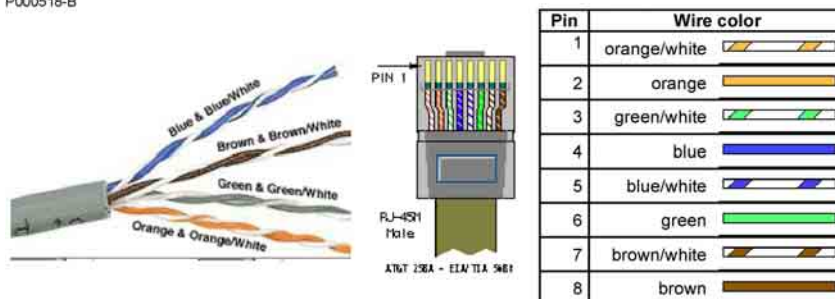 P000518-B
Blue & Blue/White
Brown & Brown/White
Green & Green/White
Orange & Orange/White
PIN 1
RJ-45M
Male
AT&T 258A - EIA/TIA 568B
Pin Wire color
1 orange/white
2 orange
3 green/white
4 blue
5 blue/white
6 green
7 brown/white
8 brown